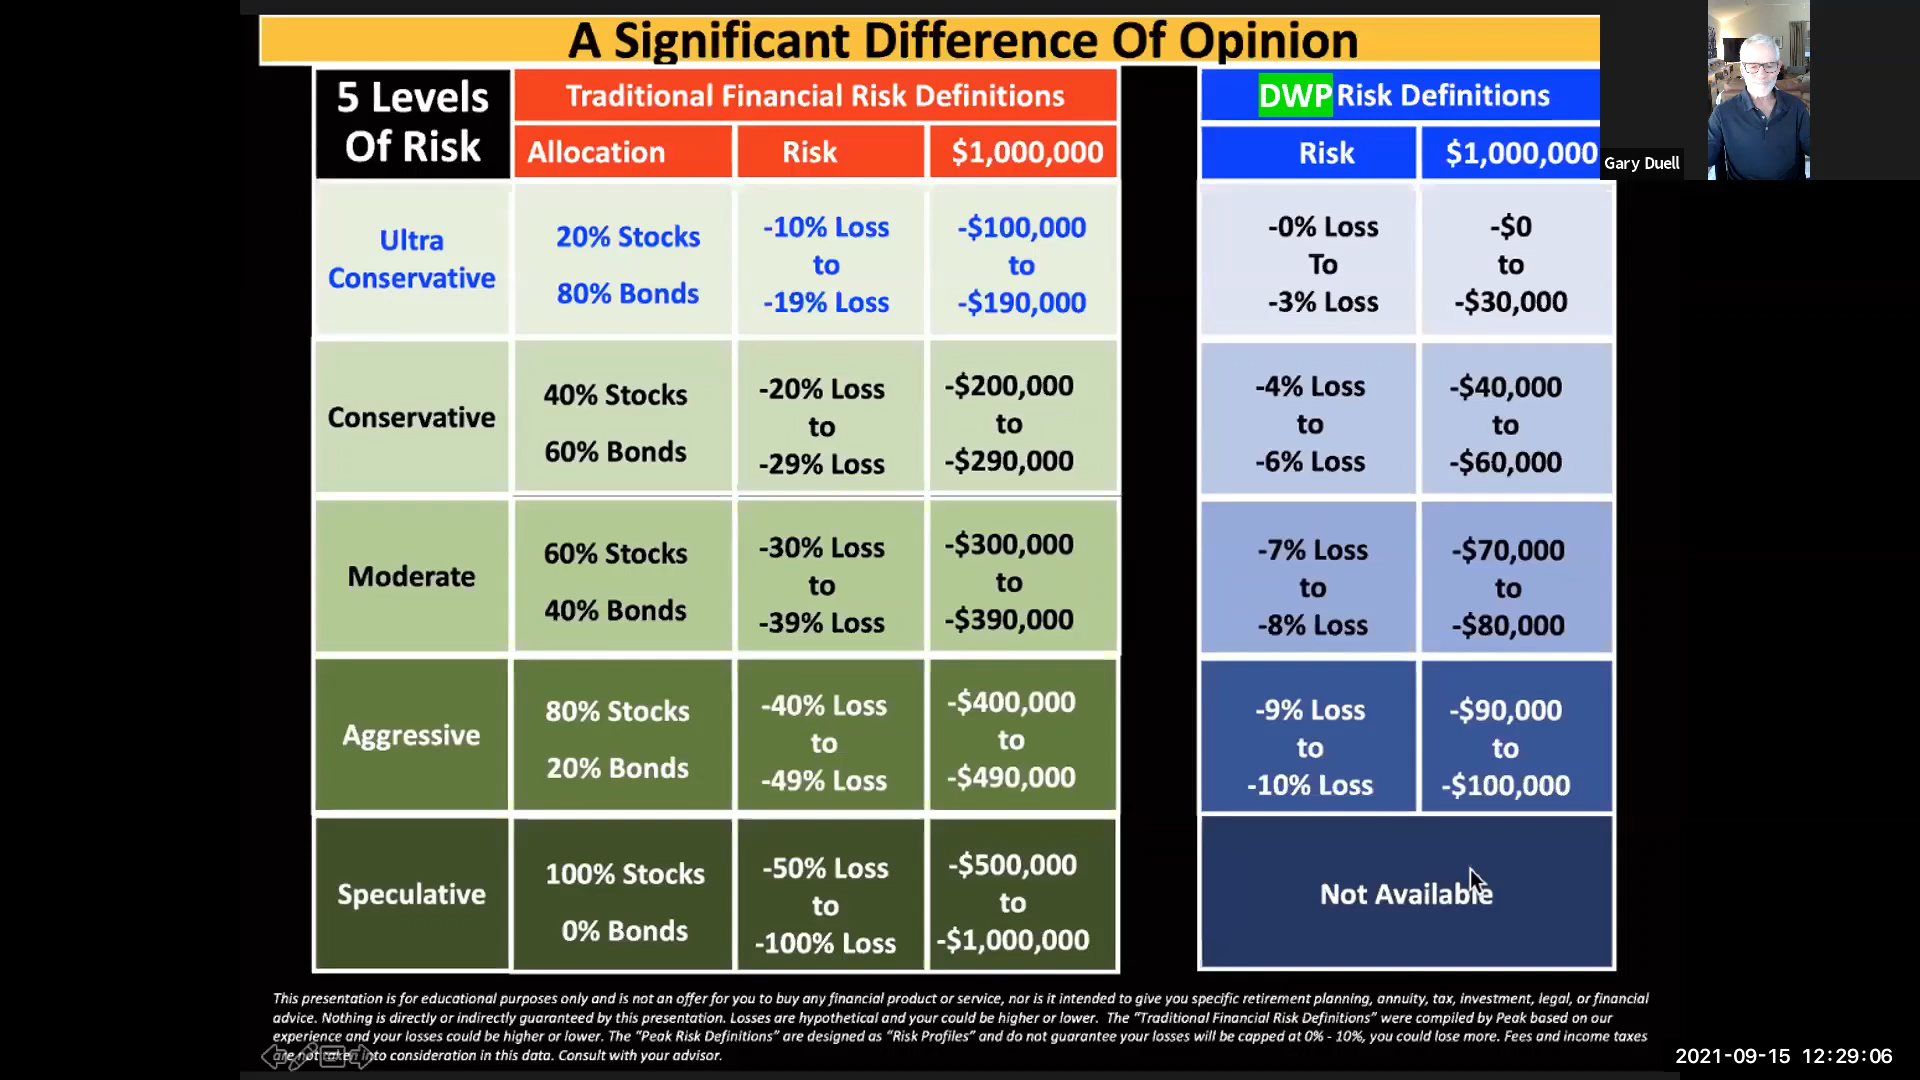 A Significant Difference Of Opinion
5 Levels
Of Risk
Traditional Financial Risk Definitions
Allocation
Risk
$1,000,000
DWP Risk Definitions
Risk
$1,000,000
Gary Duell
Ultra
Conservative
20% Stocks
80% Bonds
-10% Loss
to
-19% Loss
-$100,000
to
-$190,000
-0% Loss
To
-3% Loss
-$0
to
-$30,000
Conservative
40% Stocks
60% Bonds
-20% Loss
to
-29% Loss
-$200,000
to
-$290,000
-4% Loss
to
-6% Loss
-$40,000
to
-$60,000
Moderate
60% Stocks
40% Bonds
-30% Loss
to
-39% Loss
-$300,000
to
-$390,000
-7% Loss
to
-8% Loss
-$70,000
to
-$80,000
Aggressive
80% Stocks
20% Bonds
-40% Loss
to
-49% Loss
-$400,000
to
-$490,000
-9% Loss
to
-10% Loss
-$90,000
to
-$100,000
Speculative
100% Stocks
0% Bonds
-50% Loss
to
-100% Loss
-$500,000
to
-$1,000,000
Not Available
This presentation is for educational purposes only and is not an offer for you to buy any financial product or service, nor is it intended to give you specific retirement planning, annuity, tax, investment, legal, or financial
advice. Nothing is directly or indirectly guaranteed by this presentation. Losses are hypothetical and your could be higher or lower. The “Traditional Financial Risk Definitions” were compiled by Peak based on our
experience and your losses could be higher or lower. The “Peak Risk Definitions” are designed as “Risk Profiles” and do not guarantee your losses will be capped at 0% - 10%, you could lose more. Fees and income taxes
are not taken into consideration in this data. Consult with your advisor.
2021-09-15 12:29:06